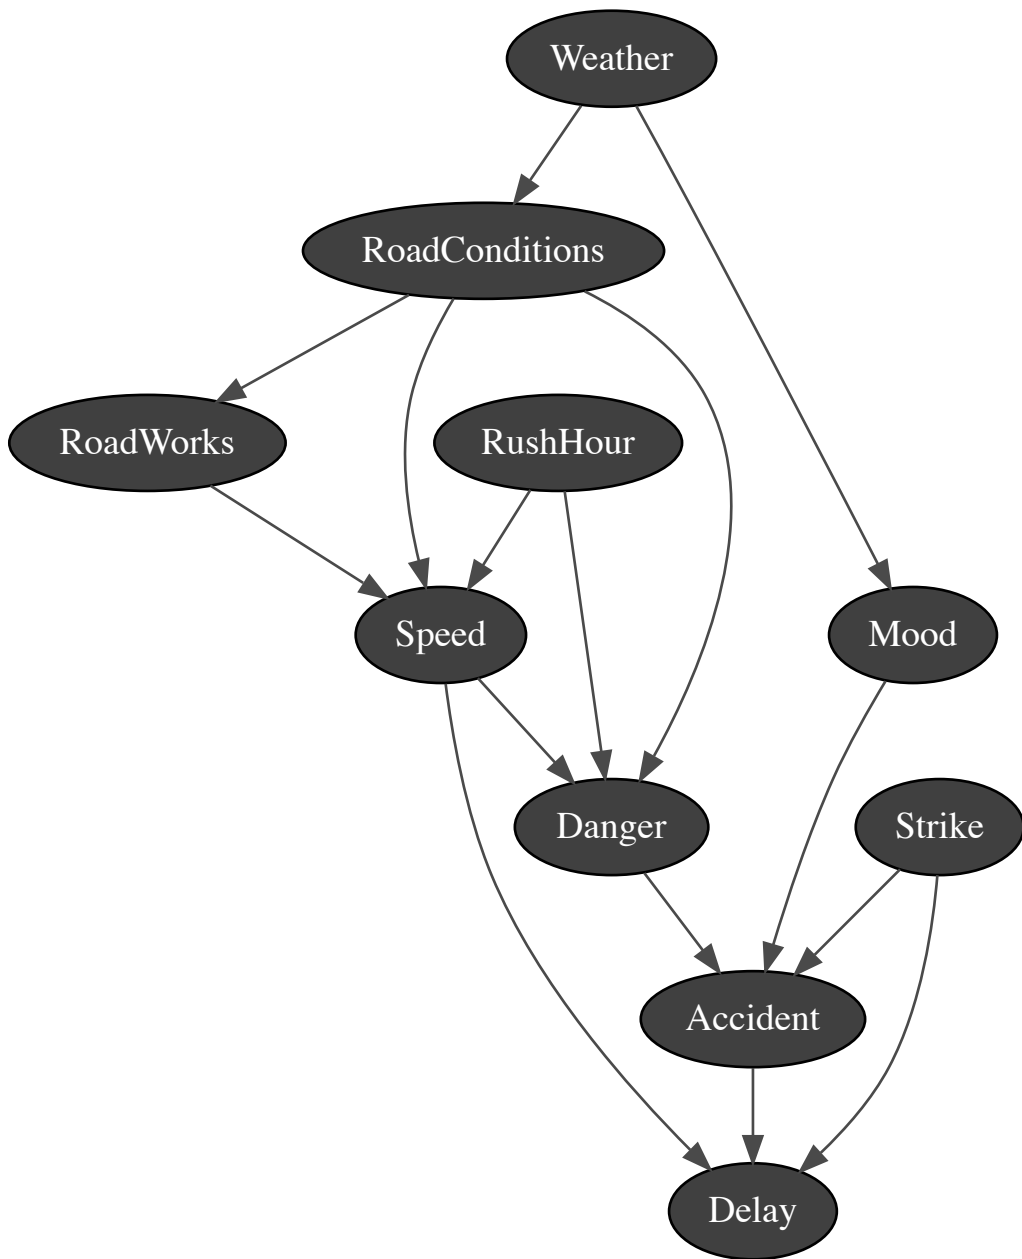 Weather
RoadConditions
RoadWorks
RushHour
Speed
Mood
Danger
Strike
Accident
Delay